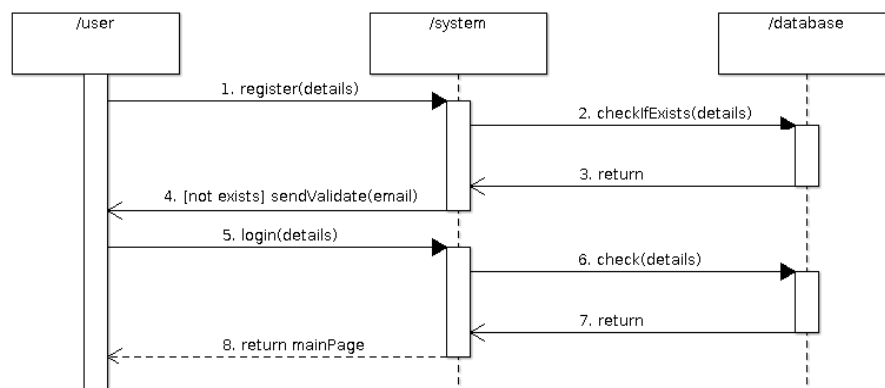 /user
/system
/database
1. register(details)
2. checkIfExists(details)
3. return
4. [not exists] sendValidate(email)
5. login(details)
6. check(details)
7. return
8. return mainPage